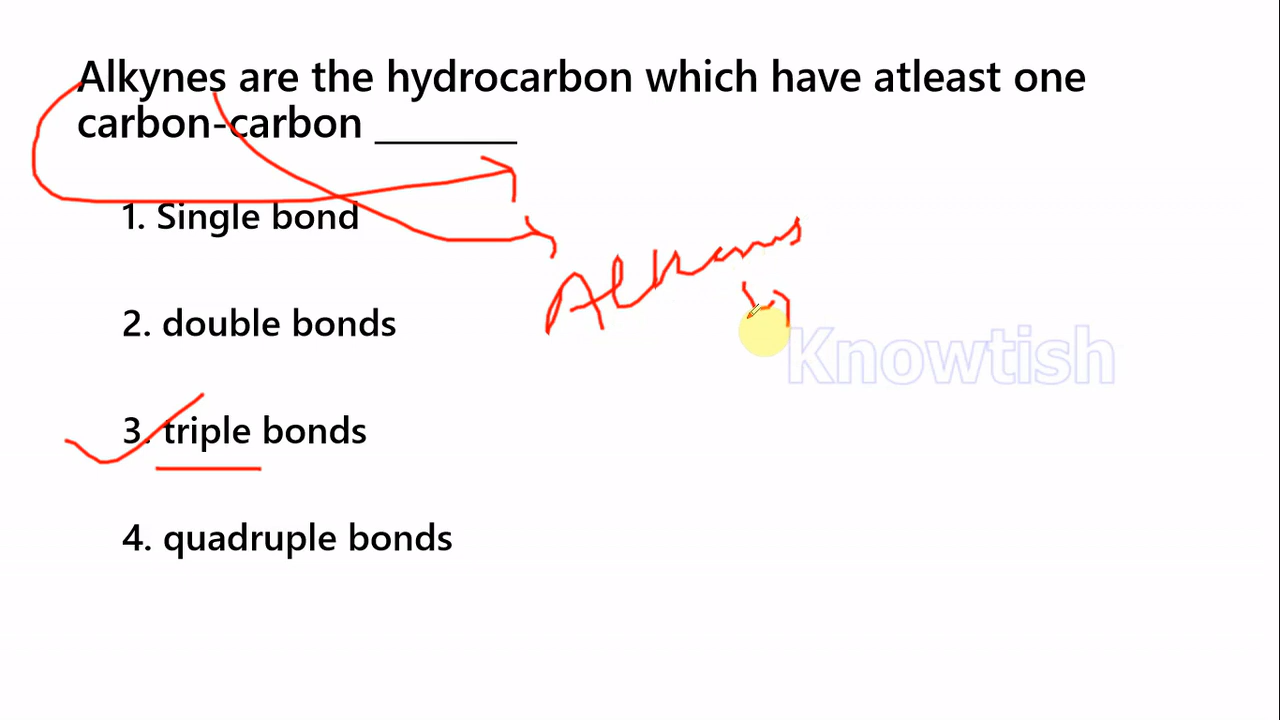 Alkynes are the hydrocarbon which have atleast one
carbon-carbon ________
1. Single bond
Alkanes
2. double bonds
Knowtish
3. triple bonds
4. quadruple bonds